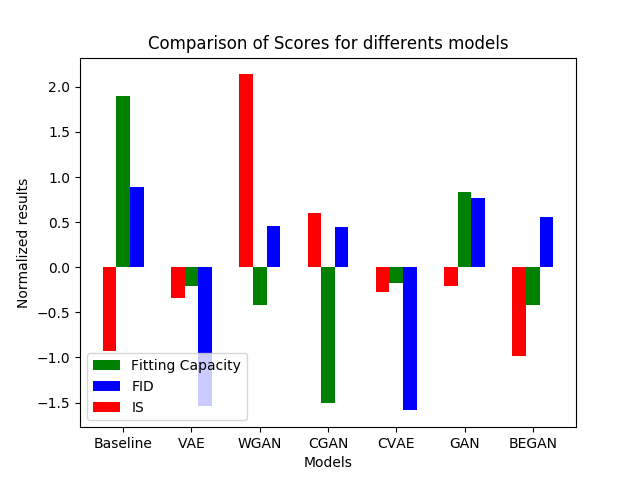 Comparison of Scores for differents models
Normalized results
2.0
1.5
1.0
0.5
0.0
−0.5
−1.0
−1.5
Fitting Capacity
FID
IS
Baseline VAE WGAN CGAN CVAE GAN BEGAN
Models